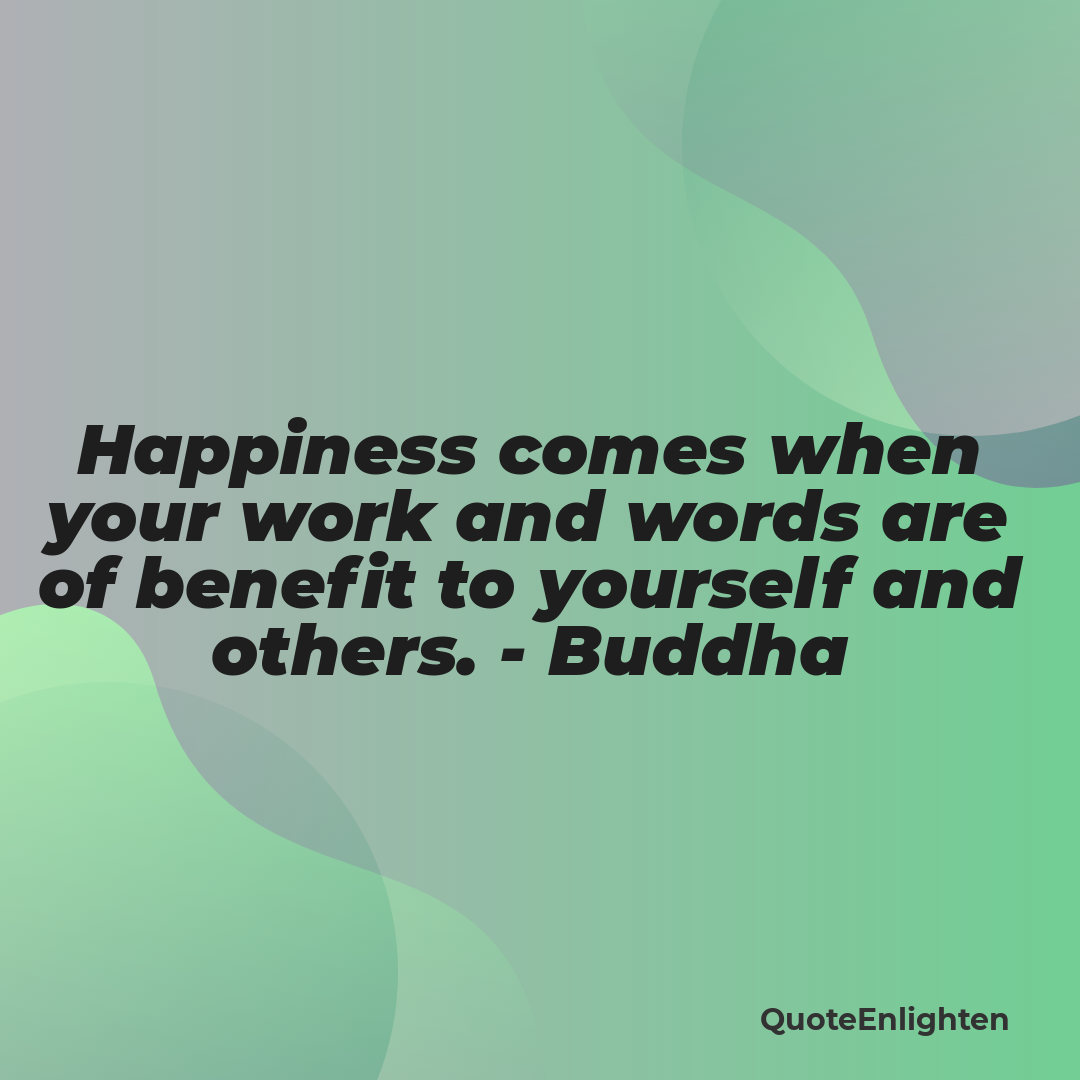 Happiness comes when
your work and words are
of benefit to yourself and
others. - Buddha
QuoteEnlighten